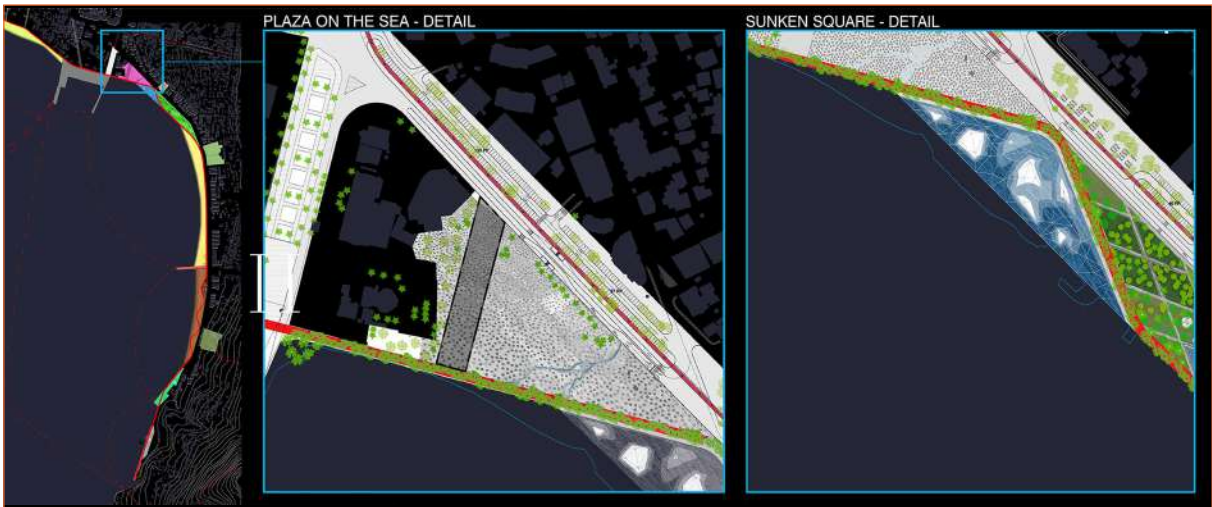 PLAZA ON THE SEA - DETAIL
SUNKEN SQUARE - DETAIL